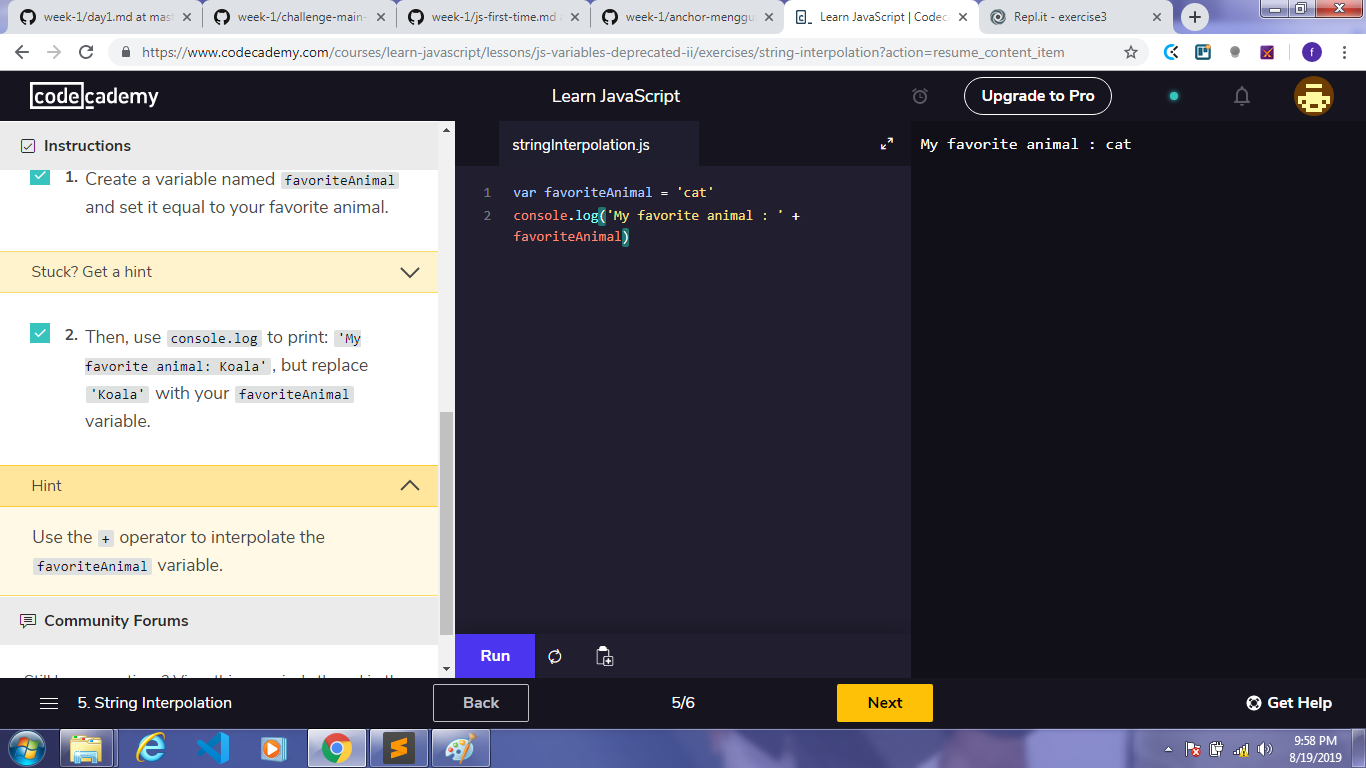 week-1/day1.md at mast
week-1/challenge-main-
week-1/js-first-time.md
week-1/anchor-menggu
Learn JavaScript | Codec
Repl.it - exercise3
https://www.codecademy.com/courses/learn-javascript/lessons/js-variables-deprecated-ii/exercises/string-interpolation?action=resume_content_item
f
codecademy
Learn JavaScript
Upgrade to Pro
Instructions
1. Create a variable named favoriteAnimal
and set it equal to your favorite animal.
Stuck? Get a hint
2. Then, use console.log to print: 'My
favorite animal: Koala', but replace
'Koala' with your favoriteAnimal
variable.
Hint
Use the + operator to interpolate the
favoriteAnimal variable.
Community Forums
stringInterpolation.js
1 var favoriteAnimal = 'cat'
2 console.log('My favorite animal : ' +
favoriteAnimal)
My favorite animal : cat
Run
5. String Interpolation
Back
5/6
Next
Get Help
9:58 PM
8/19/2019